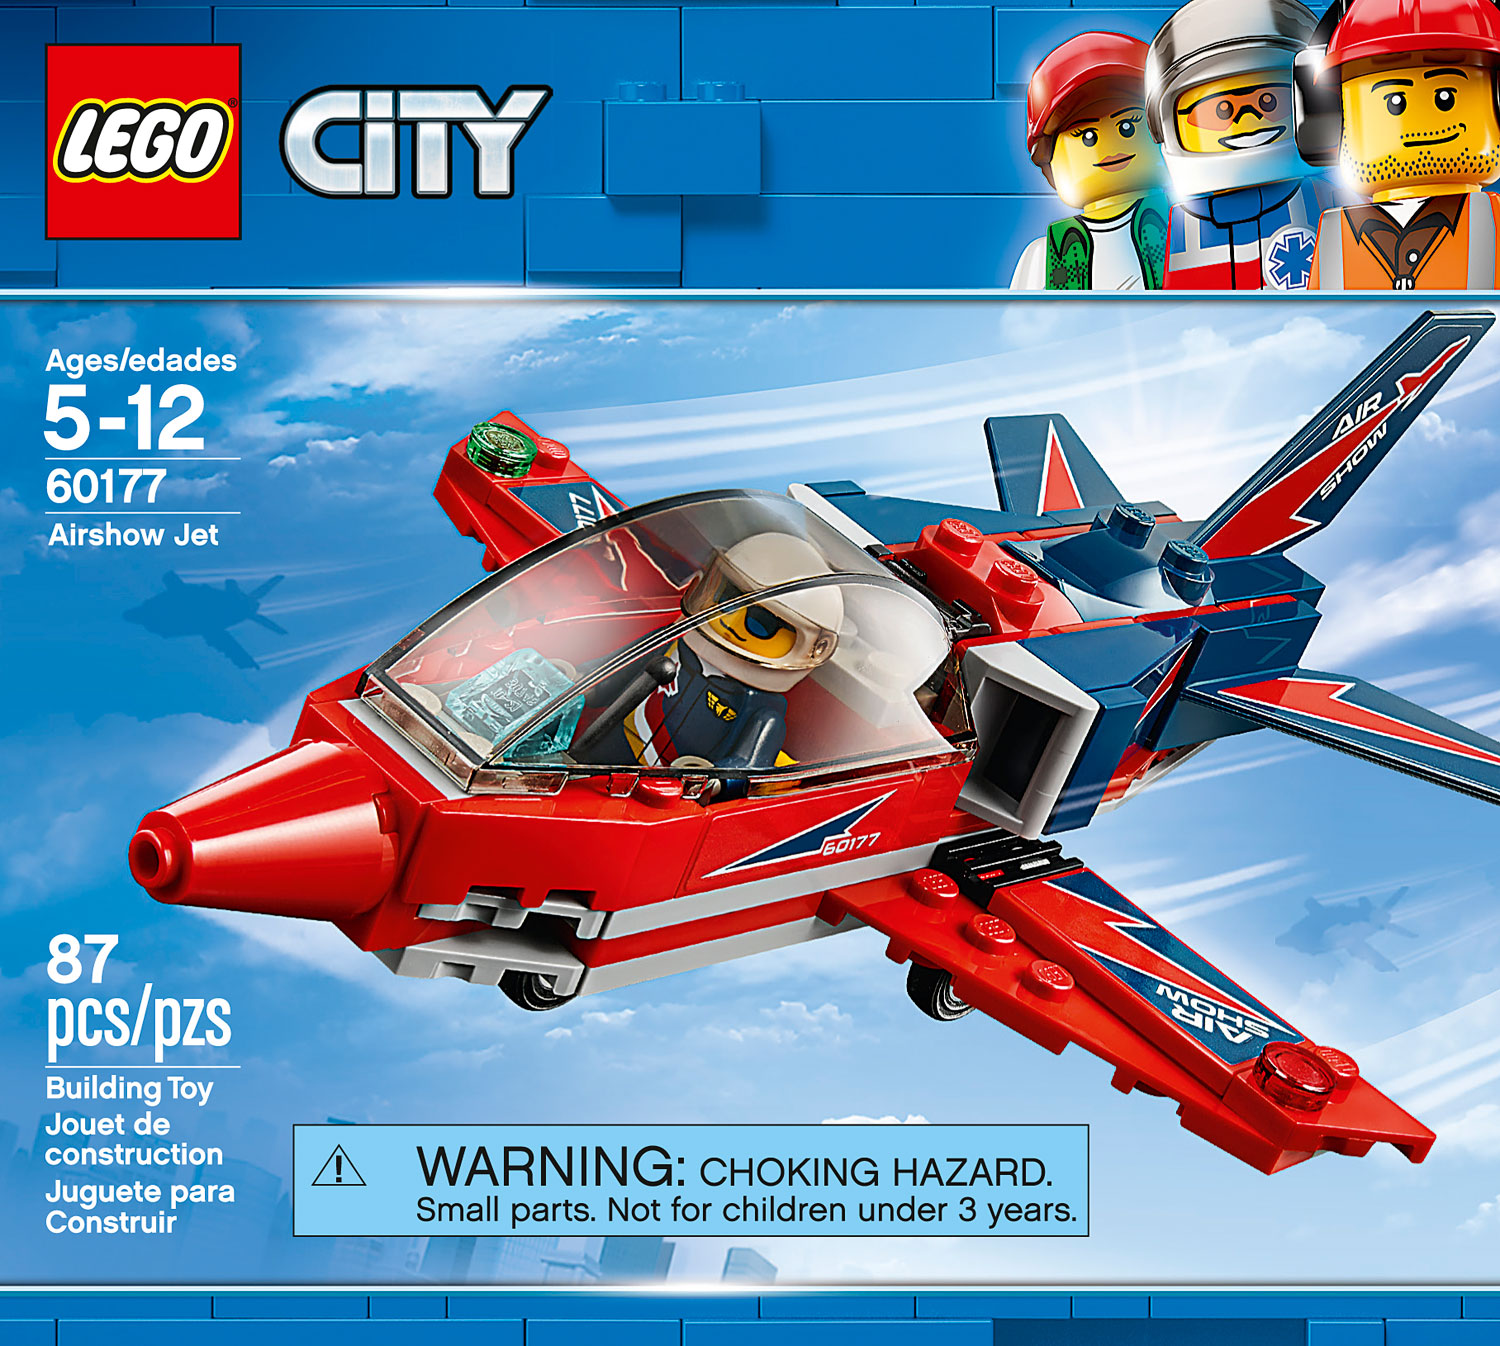 LEGO®
CITY
Ages/edades
5-12
60177
Airshow Jet
AIR
SHOW
60177
60177
AIR
SHOW
87
pcs/pzs
Building Toy
Jouet de
construction
Juguete para
Construir
WARNING: CHOKING HAZARD.
Small parts. Not for children under 3 years.